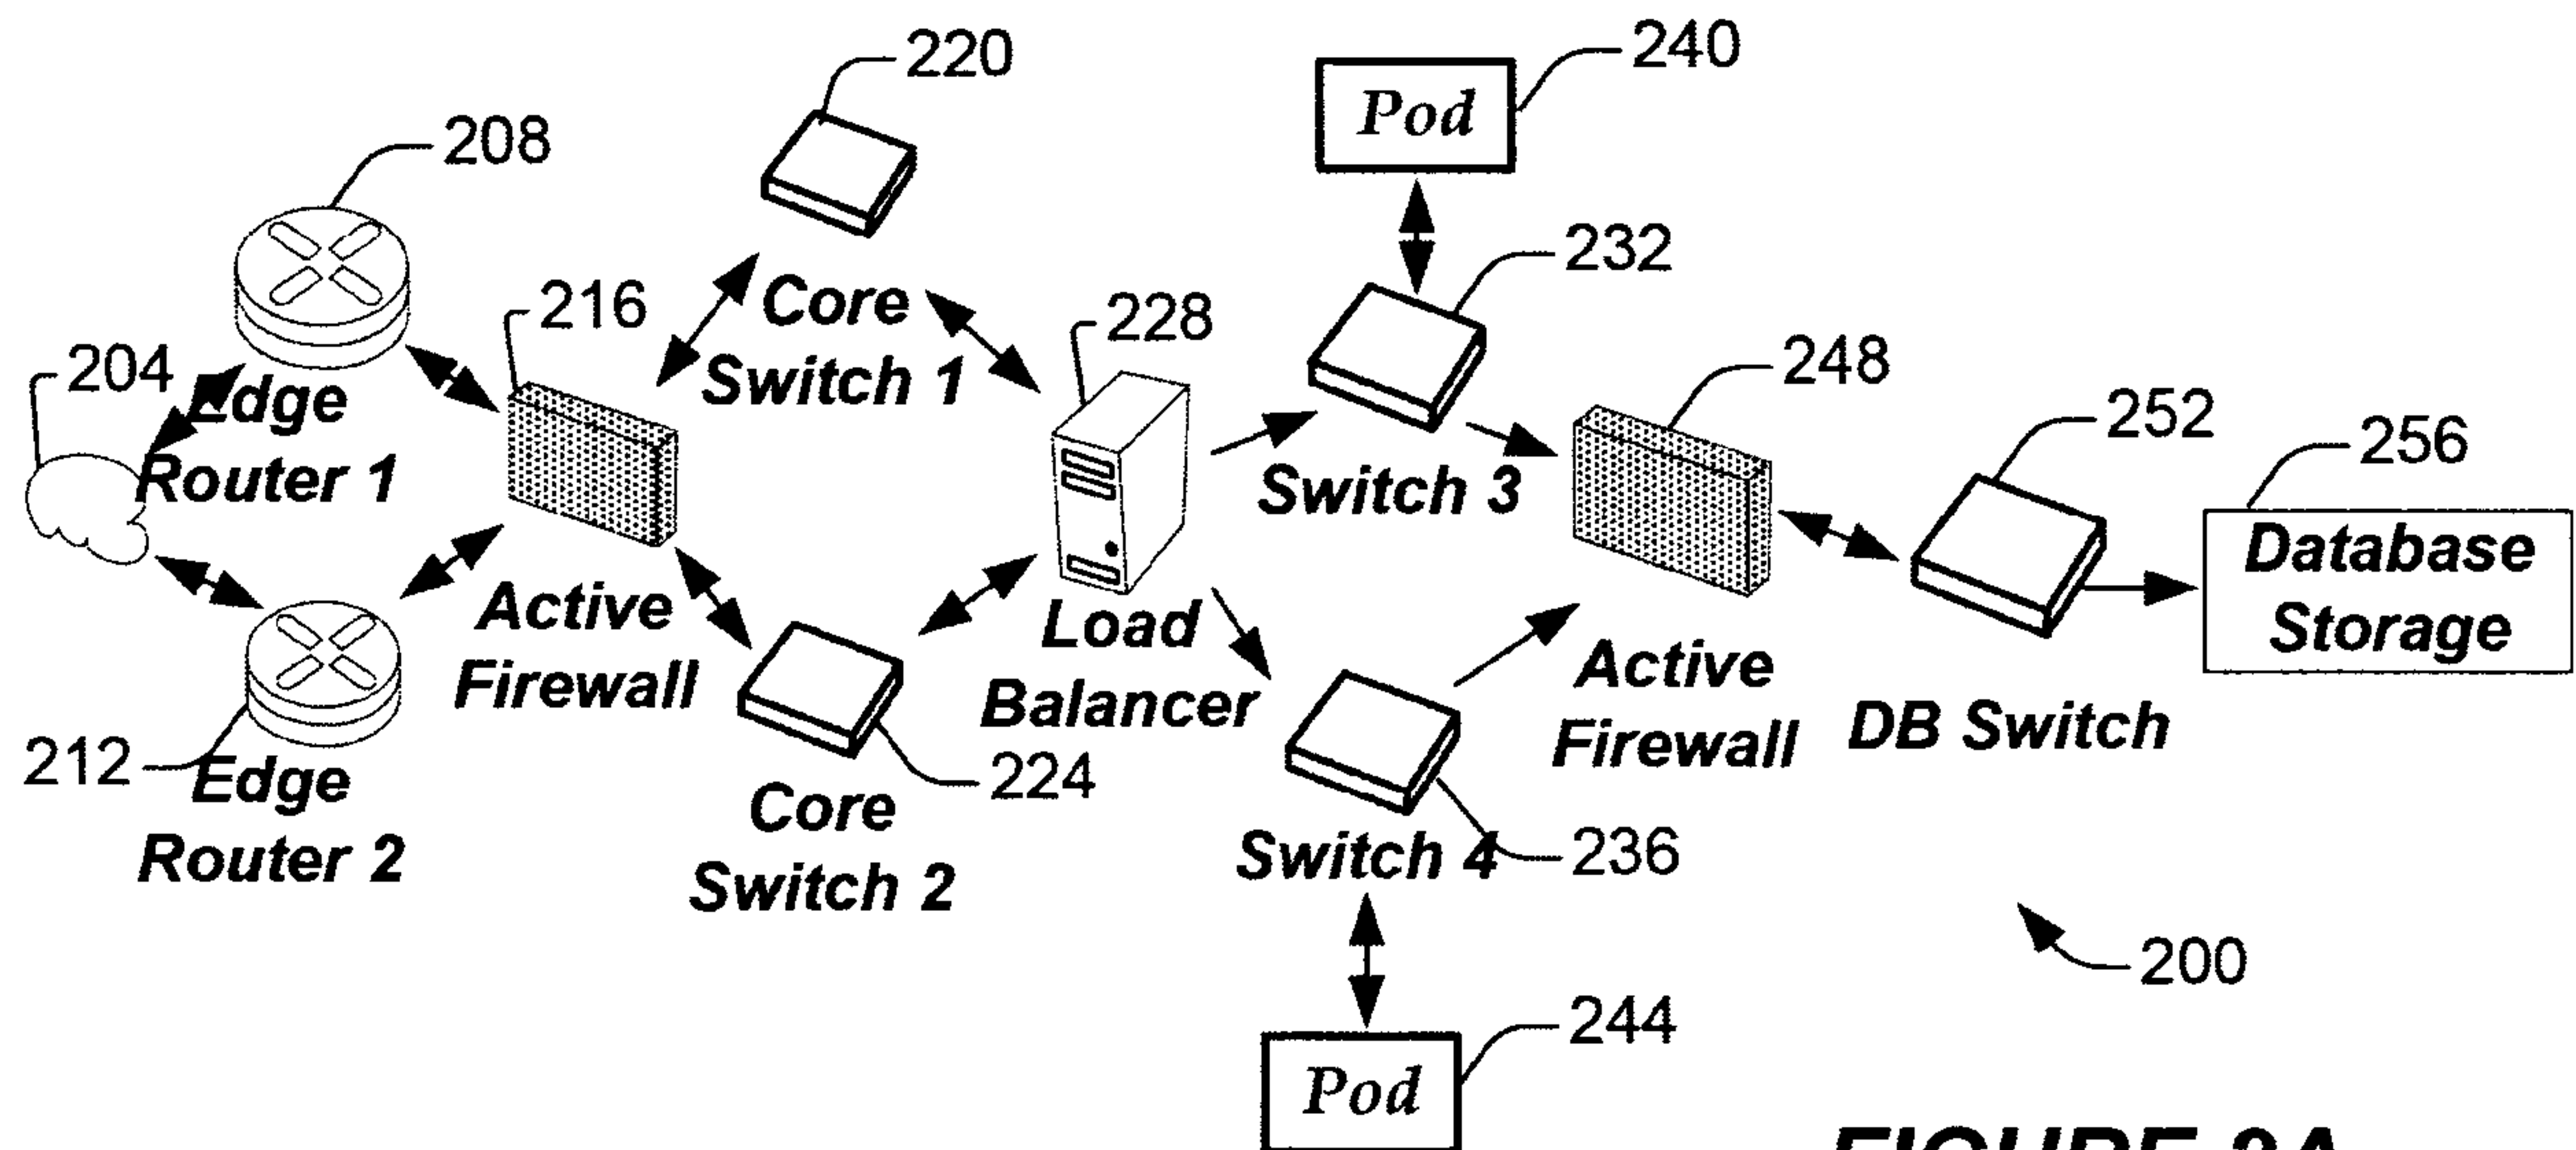 220
240
Pod
208
232
Core
Switch 1
216
228
248
204
Edge
Router 1
252
256
Switch 3
Database
Storage
Active
Firewall
Load
Balancer
Active
Firewall
DB Switch
212
Edge
Router 2
224
Core
Switch 2
Switch 4
236
200
244
Pod